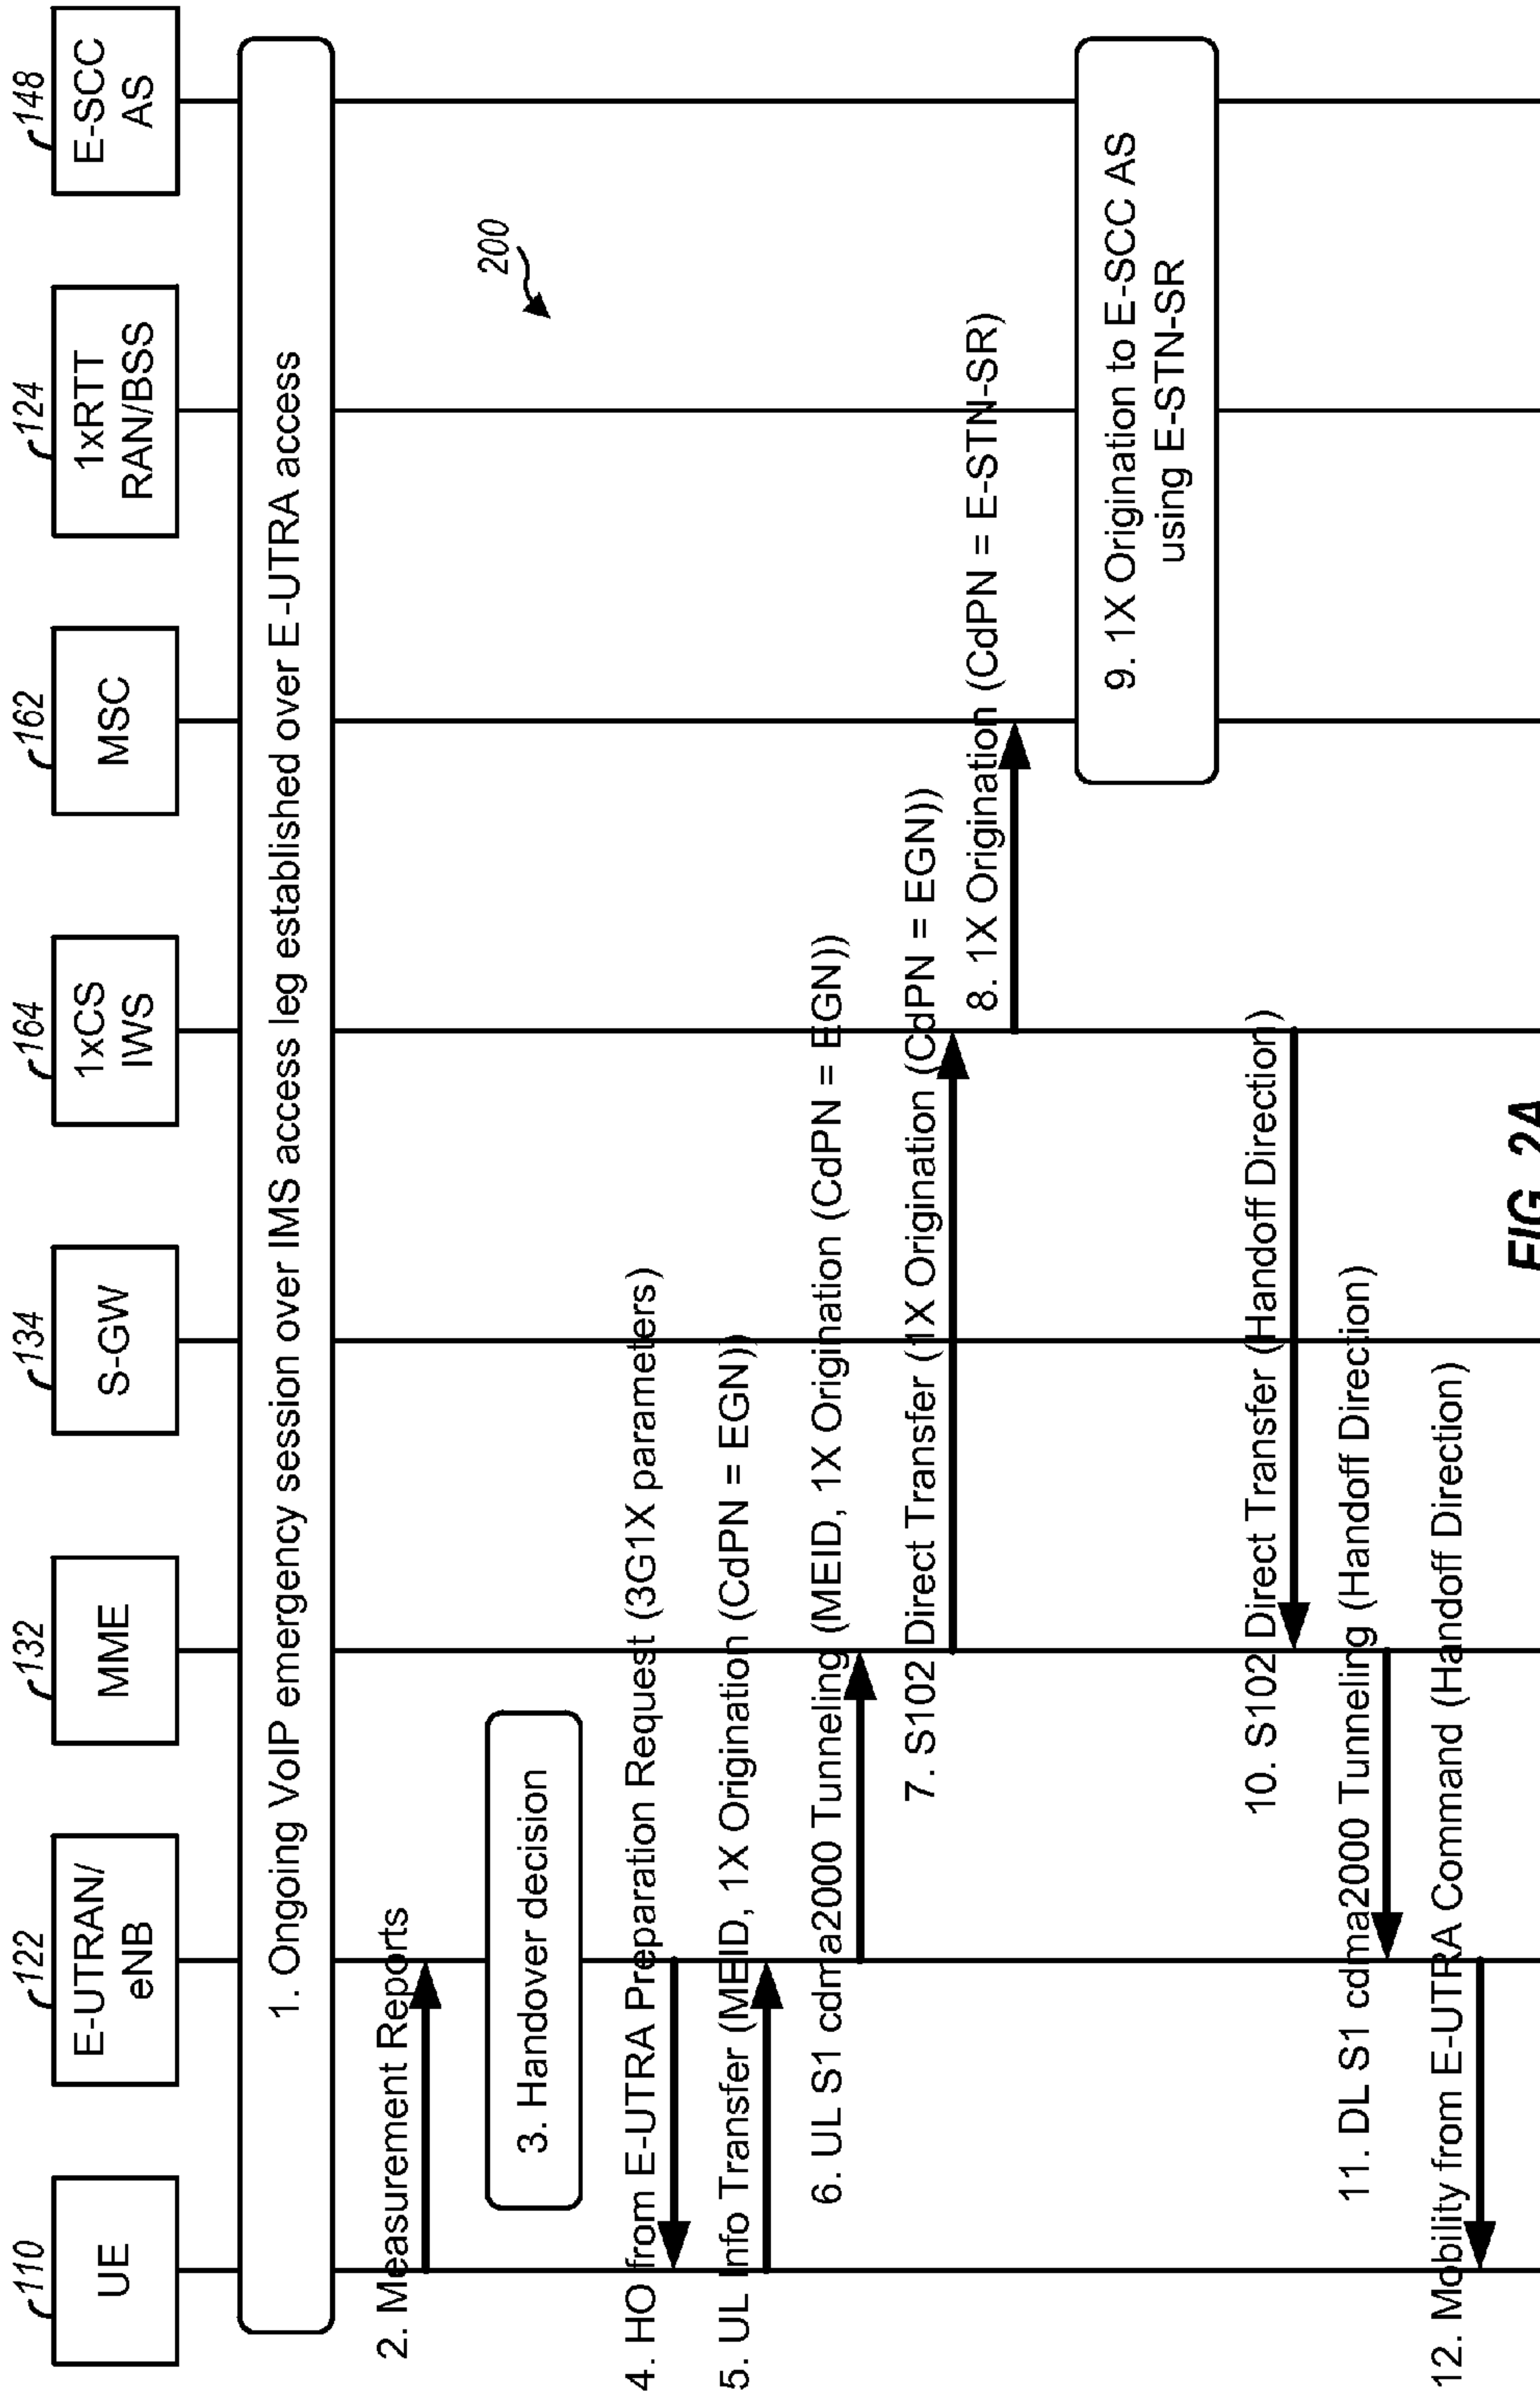 110
122
132
134
164
162
124
148
UE
E-UTRAN/
eNB
MME
S-GW
1xCS
IWS
MSC
1xRTT
RAN/BSS
E-SCC
AS
1. Ongoing VoIP emergency session over IMS access leg established over E-UTRA access
2. Measurement Reports
200
3. Handover decision
4. HO from E-UTRA Preparation Request (3G1X parameters)
5. UL Info Transfer (MEID, 1X Origination (CdPN = EGN))
6. UL S1 cdma2000 Tunneling (MEID, 1X Origination (CdPN = EGN))
7. S102 Direct Transfer (1X Origination (CdPN = EGN))
8. 1X Origination (CdPN = E-STN-SR)
9. 1X Origination to E-SCC AS
using E-STN-SR
10. S102 Direct Transfer (Handoff Direction)
11. DL S1 cdma2000 Tunneling (Handoff Direction)
12. Mobility from E-UTRA Command (Handoff Direction)
FIG. 2A